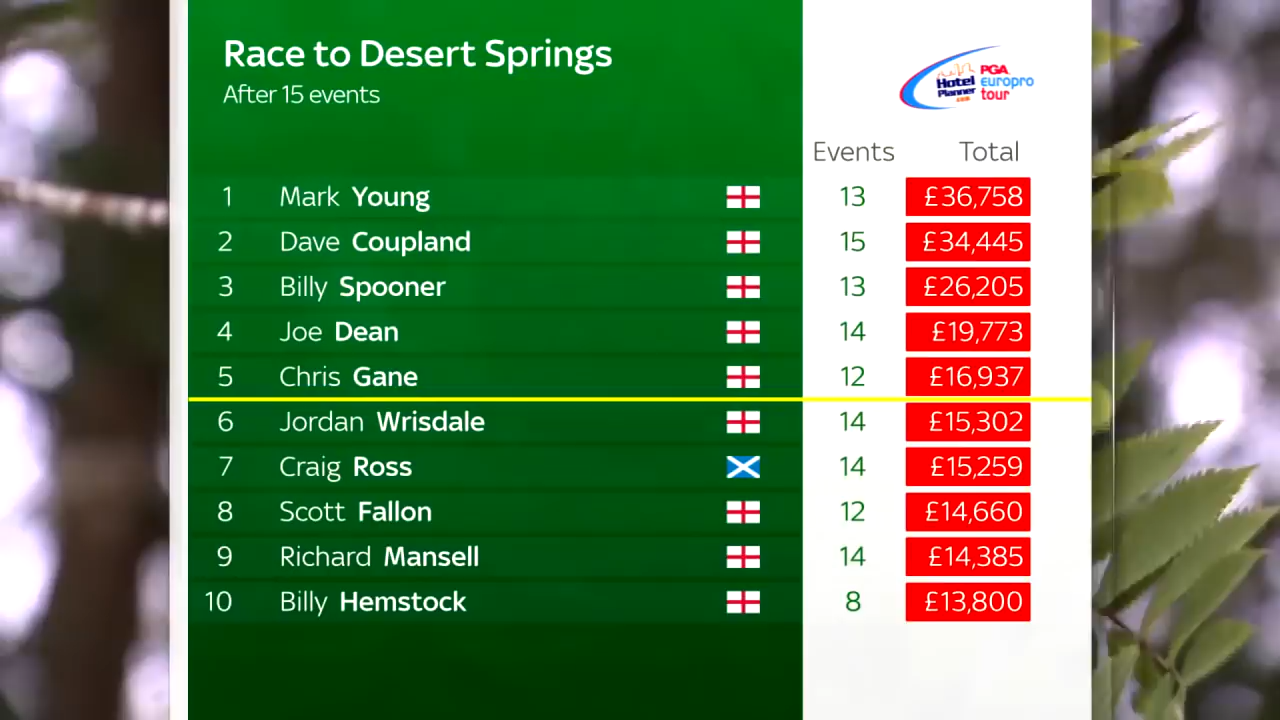 Race to Desert Springs
After 15 events
Hotel Planner .com PGA europro tour
Events Total
1 Mark Young 13 £36,758
2 Dave Coupland 15 £34,445
3 Billy Spooner 13 £26,205
4 Joe Dean 14 £19,773
5 Chris Gane 12 £16,937
6 Jordan Wrisdale 14 £15,302
7 Craig Ross 14 £15,259
8 Scott Fallon 12 £14,660
9 Richard Mansell 14 £14,385
10 Billy Hemstock 8 £13,800